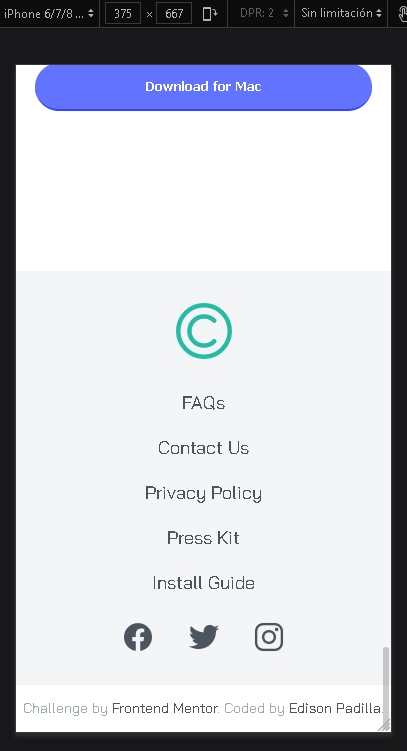 iPhone 6/7/8 ... 375 × 667 DPR: 2 Sin limitación
Download for Mac
FAQs
Contact Us
Privacy Policy
Press Kit
Install Guide
Challenge by Frontend Mentor. Coded by Edison Padilla.